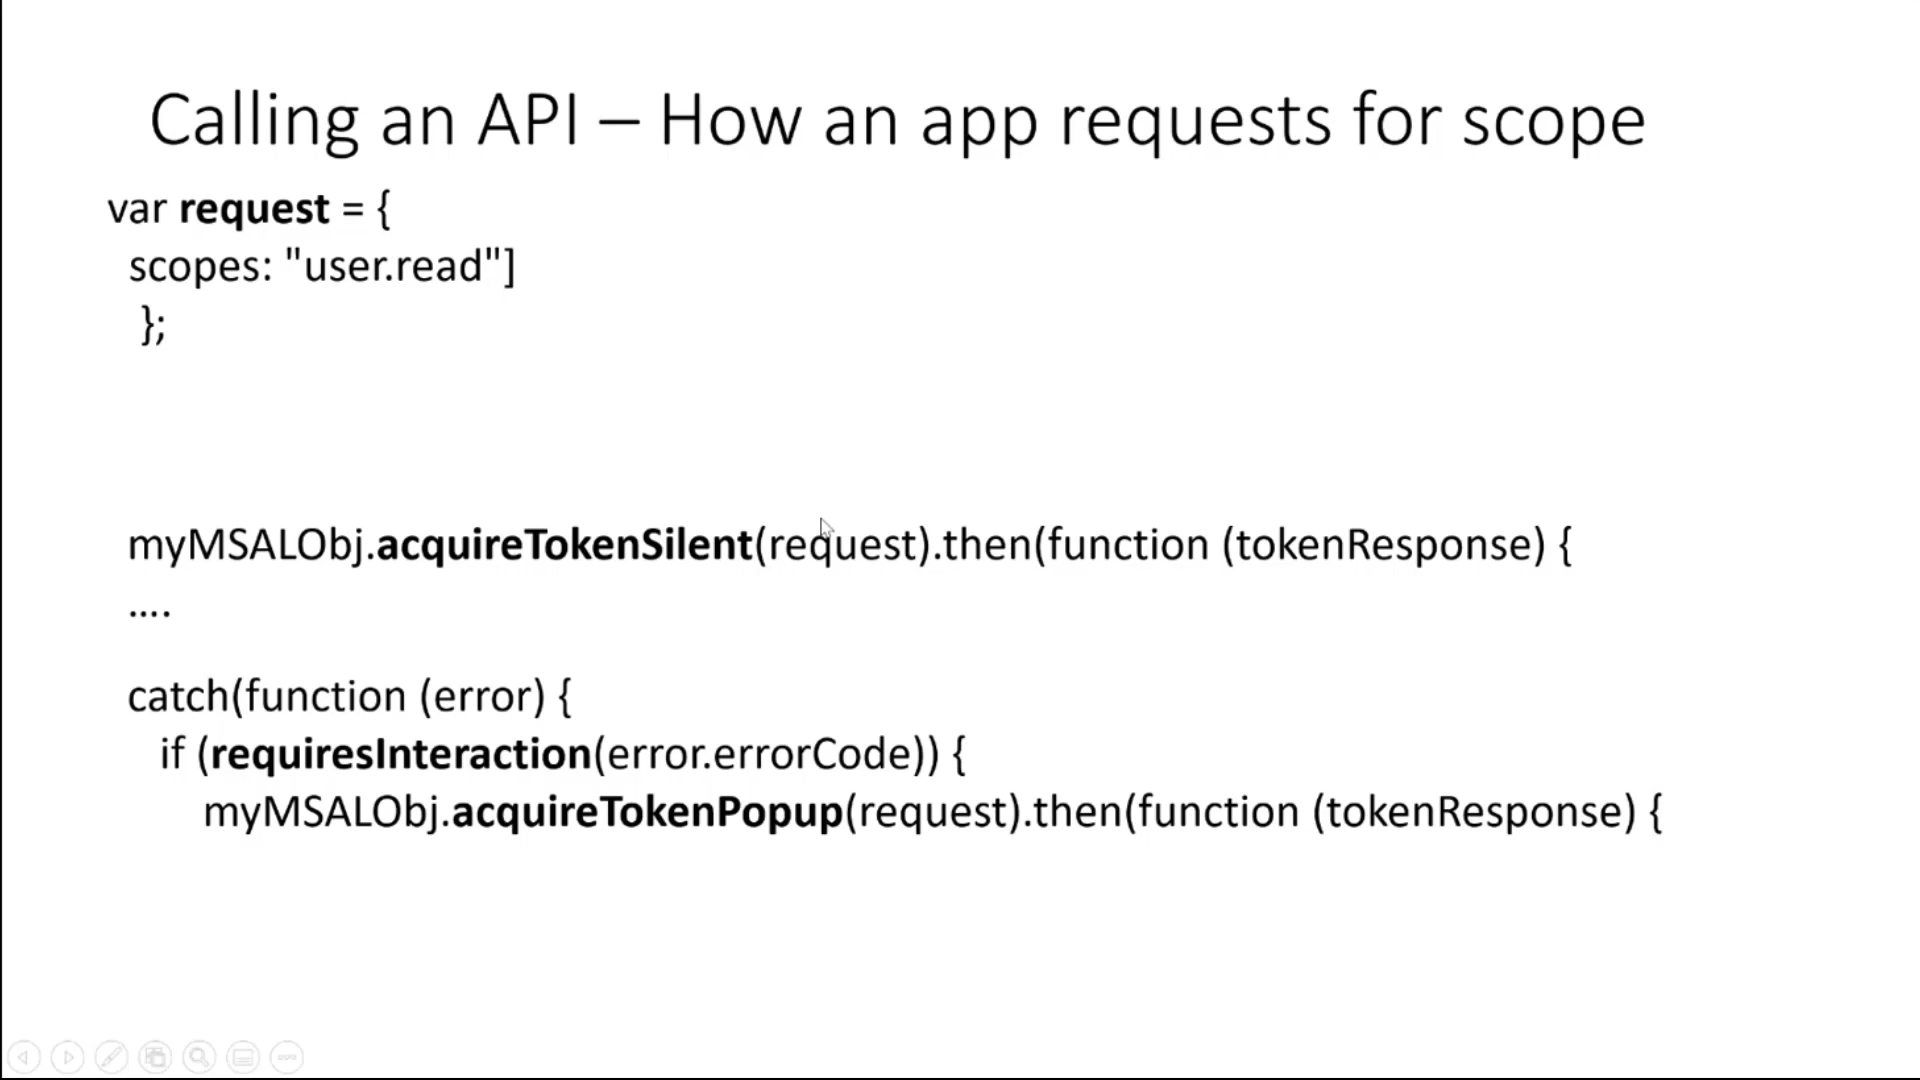 Calling an API – How an app requests for scope
var request = {
scopes: "user.read"]
};
myMSALObj.acquireTokenSilent(request).then(function (tokenResponse) {
....
catch(function (error) {
if (requiresInteraction(error.errorCode)) {
myMSALObj.acquireTokenPopup(request).then(function (tokenResponse) {